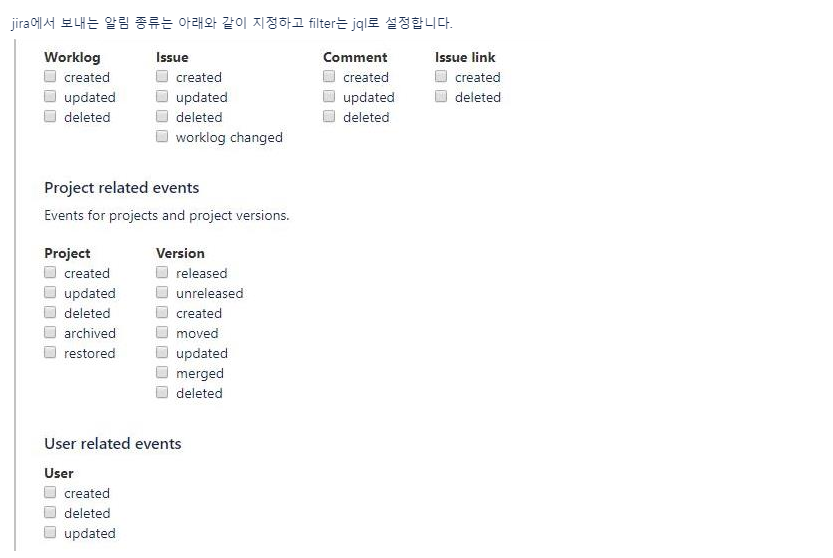 jira에서 보내는 알림 종류는 아래와 같이 지정하고 filter는 jql로 설정합니다.
Worklog Issue Comment Issue link
created created created created
updated updated updated deleted
deleted deleted deleted
worklog changed
Project related events
Events for projects and project versions.
Project Version
created released
updated unreleased
deleted created
archived moved
restored updated
merged
deleted
User related events
User
created
deleted
updated